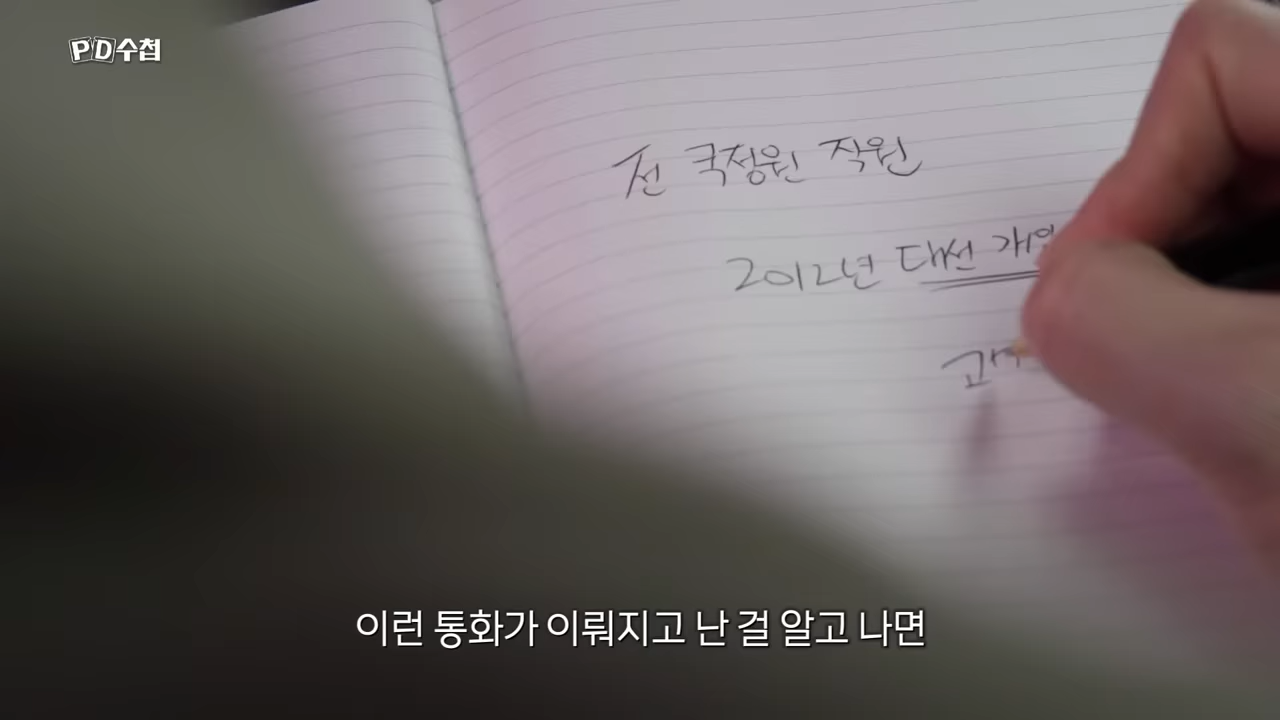 PD수첩
전 국정원 직원
2012년 대선 개입
이런 통화가 이뤄지고 난 걸 알고 나면